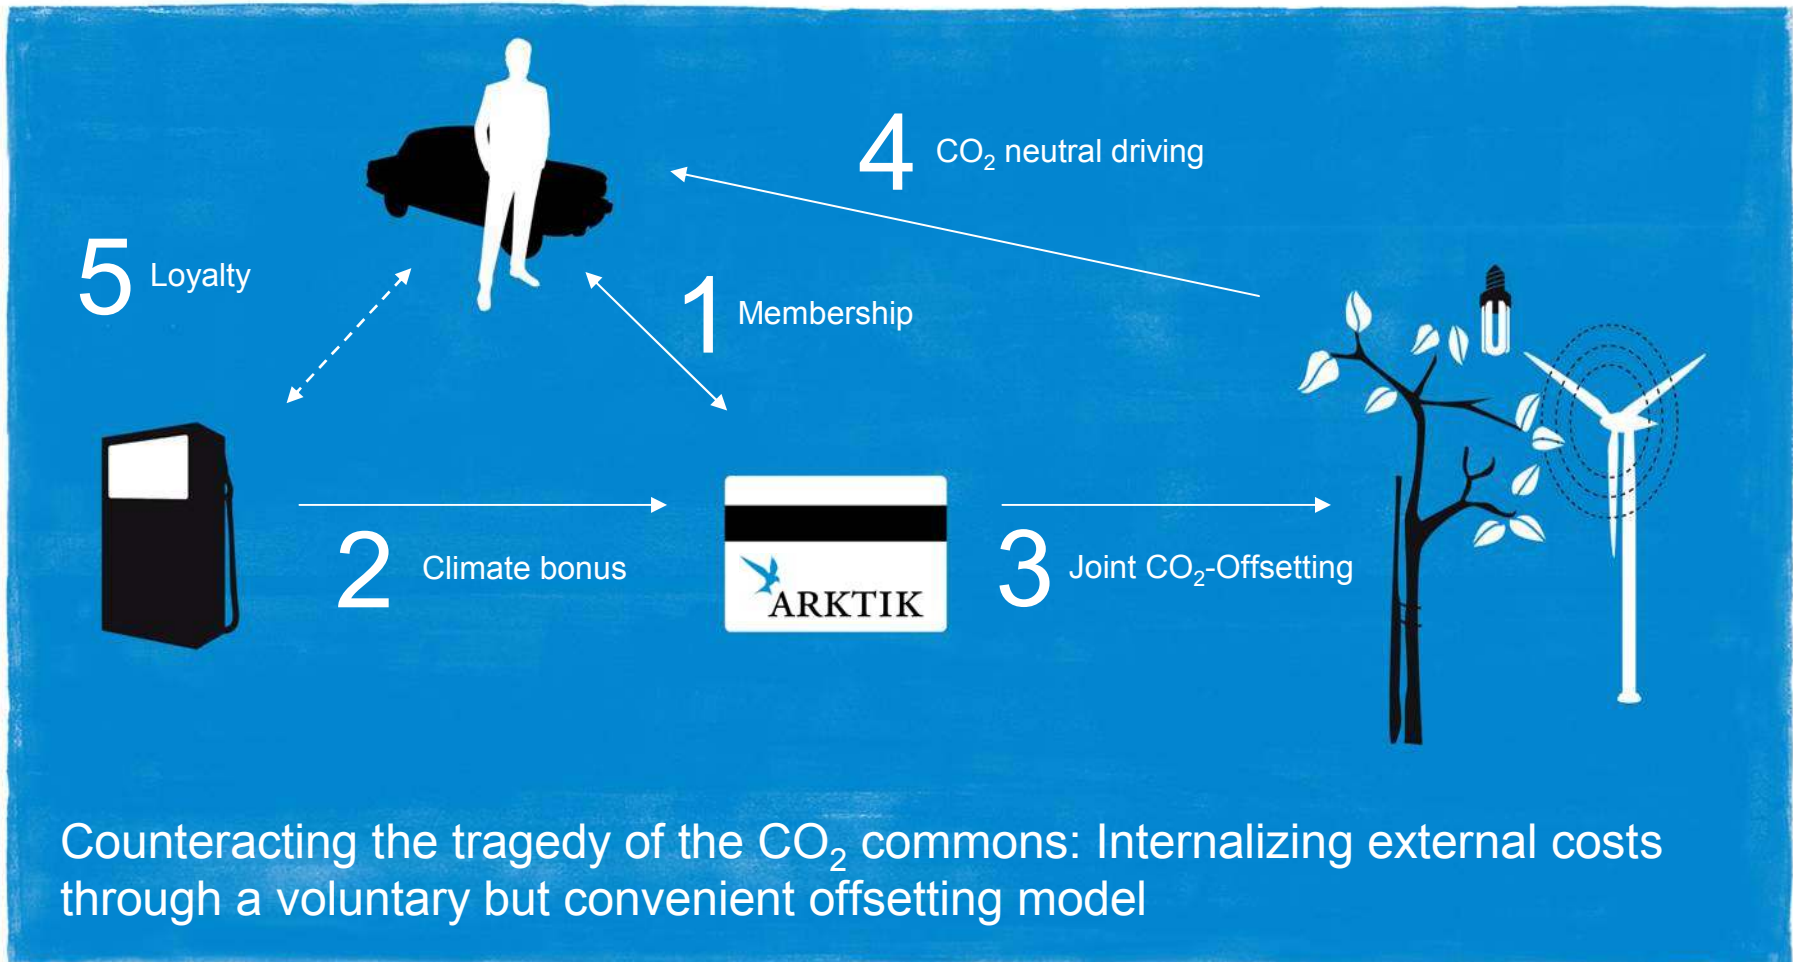 4 CO₂ neutral driving
5 Loyalty
1 Membership
2 Climate bonus
ARKTIK
3 Joint CO₂-Offsetting
Counteracting the tragedy of the CO₂ commons: Internalizing external costs
through a voluntary but convenient offsetting model